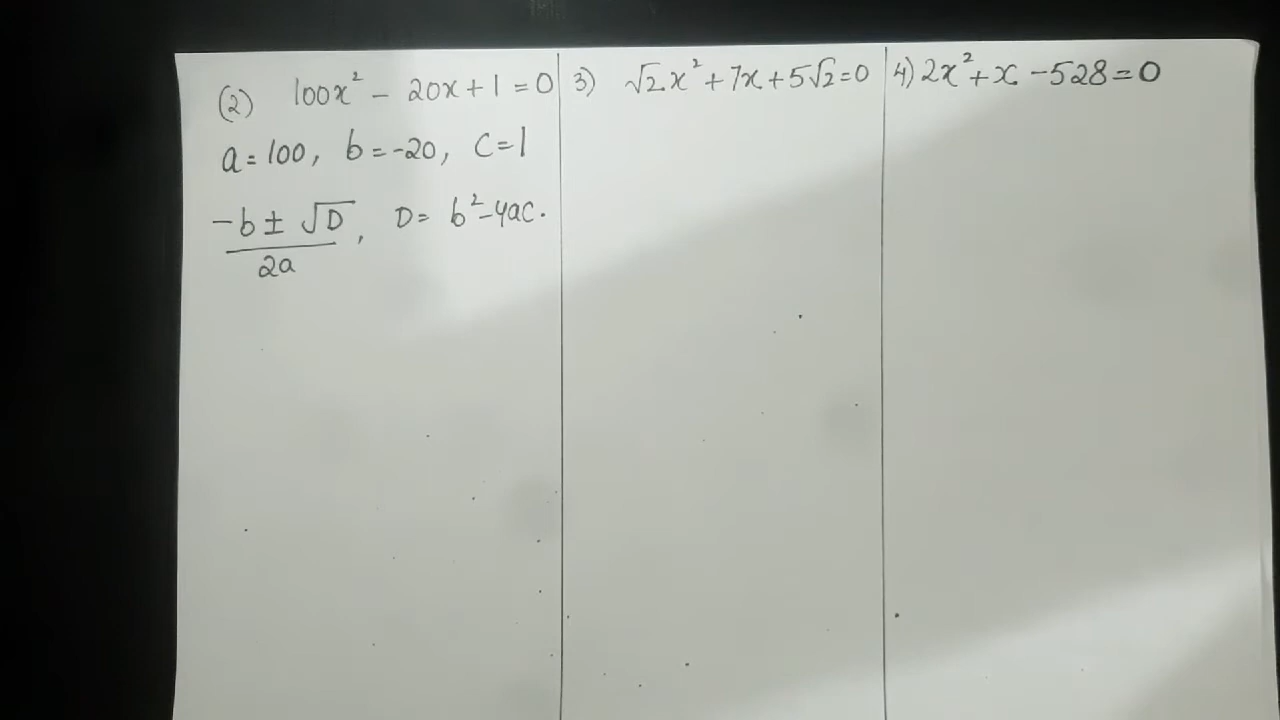 (2) 100x² - 20x + 1 = 0
a = 100, b = -20, c = 1
-b ± √D / 2a, D = b² - 4ac.
3) √2x² + 7x + 5√2 = 0
4) 2x² + x - 528 = 0